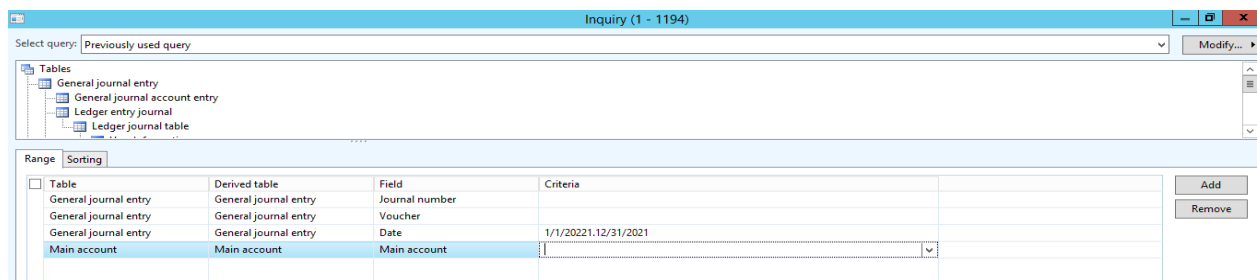 Inquiry (1 - 1194)
Select query: Previously used query Modify...
Tables
General journal entry
General journal account entry
Ledger entry journal
Ledger journal table
Range Sorting
Table Derived table Field Criteria Add
General journal entry General journal entry Journal number
General journal entry General journal entry Voucher Remove
General journal entry General journal entry Date 1/1/20221.12/31/2021
Main account Main account Main account